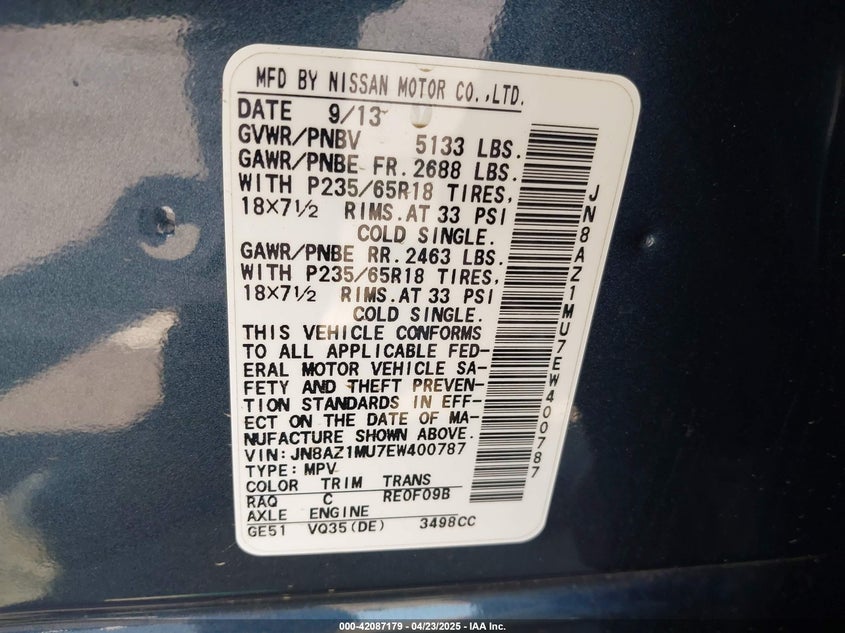 MFD BY NISSAN MOTOR CO.,LTD.
DATE 9/13
GVWR/PNBV 5133 LBS.
GAWR/PNBE FR. 2688 LBS.
WITH P235/65R18 TIRES,
18×7½ RIMS. AT 33 PSI
COLD SINGLE.
GAWR/PNBE RR. 2463 LBS.
WITH P235/65R18 TIRES,
18×7½ RIMS. AT 33 PSI
COLD SINGLE.
THIS VEHICLE CONFORMS
TO ALL APPLICABLE FED-
ERAL MOTOR VEHICLE SA-
FETY AND THEFT PREVEN-
TION STANDARDS IN EFF-
ECT ON THE DATE OF MA-
NUFACTURE SHOWN ABOVE.
VIN: JN8AZ1MU7EW400787
TYPE: MPV
COLOR TRIM TRANS
RAQ C RE0F09B
AXLE ENGINE
GE51 VQ35(DE) 3498CC
JN8AZ1MU7EW400787
000-42087179 - 04/23/2025 - IAA Inc.